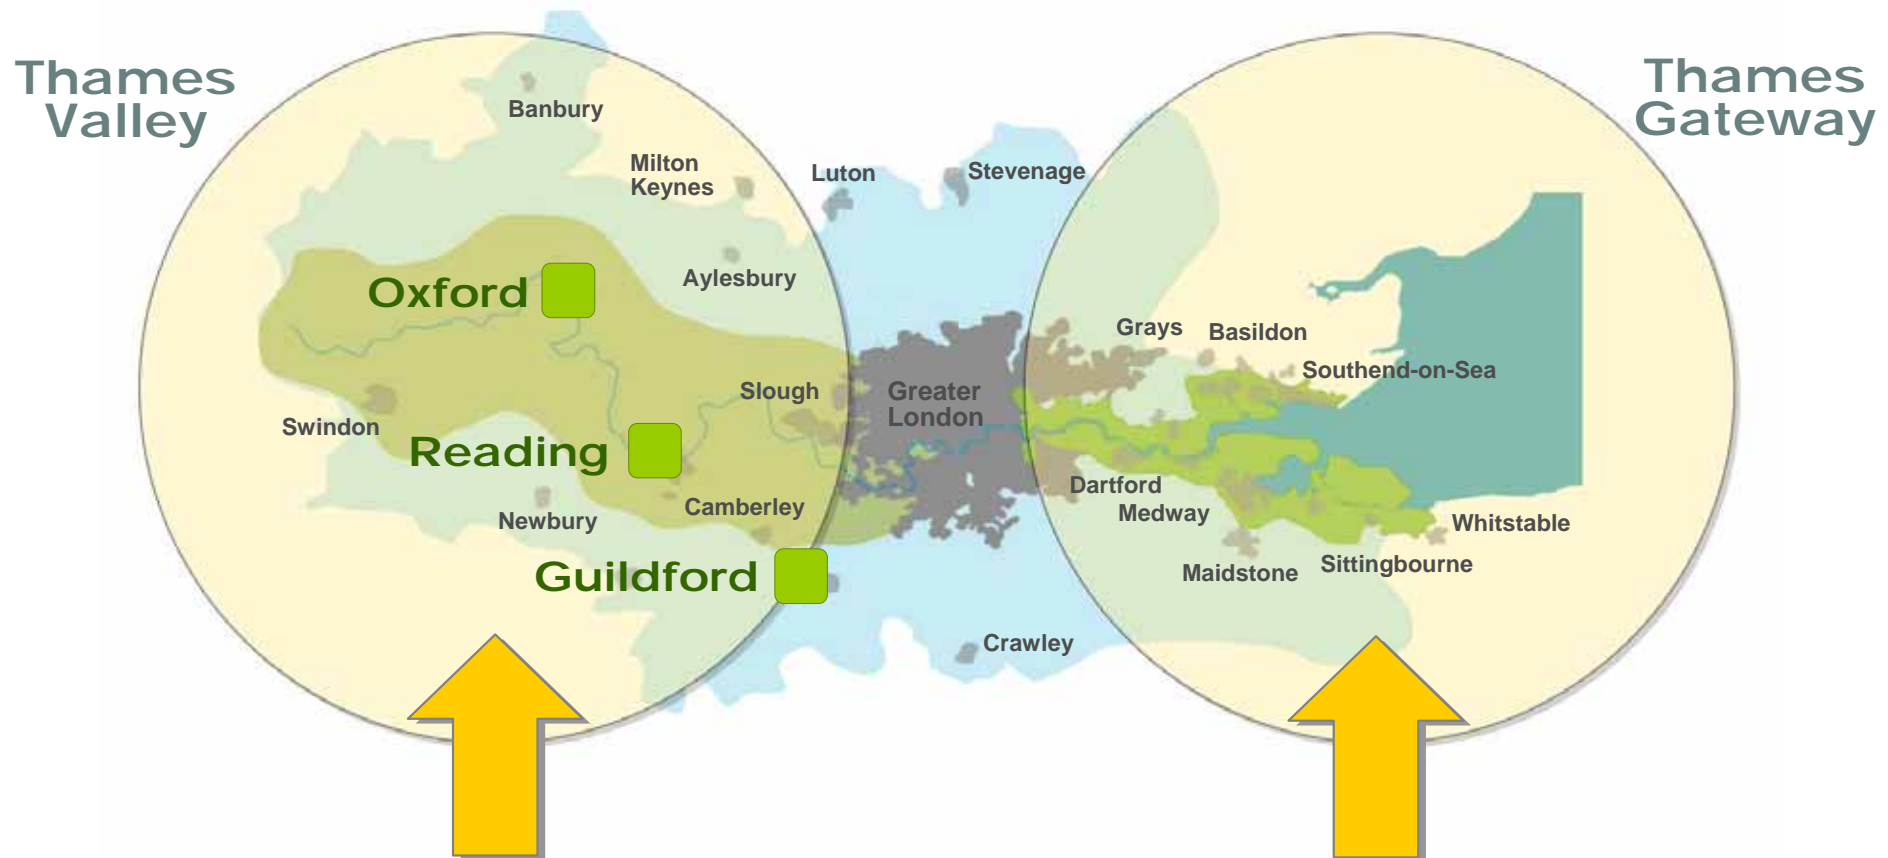 Thames
Valley
Thames
Gateway
Banbury
Milton
Keynes
Luton
Stevenage
Aylesbury
Oxford
Grays
Basildon
Southend-on-Sea
Slough
Greater
London
Swindon
Reading
Dartford
Medway
Camberley
Newbury
Whitstable
Maidstone
Sittingbourne
Guildford
Crawley